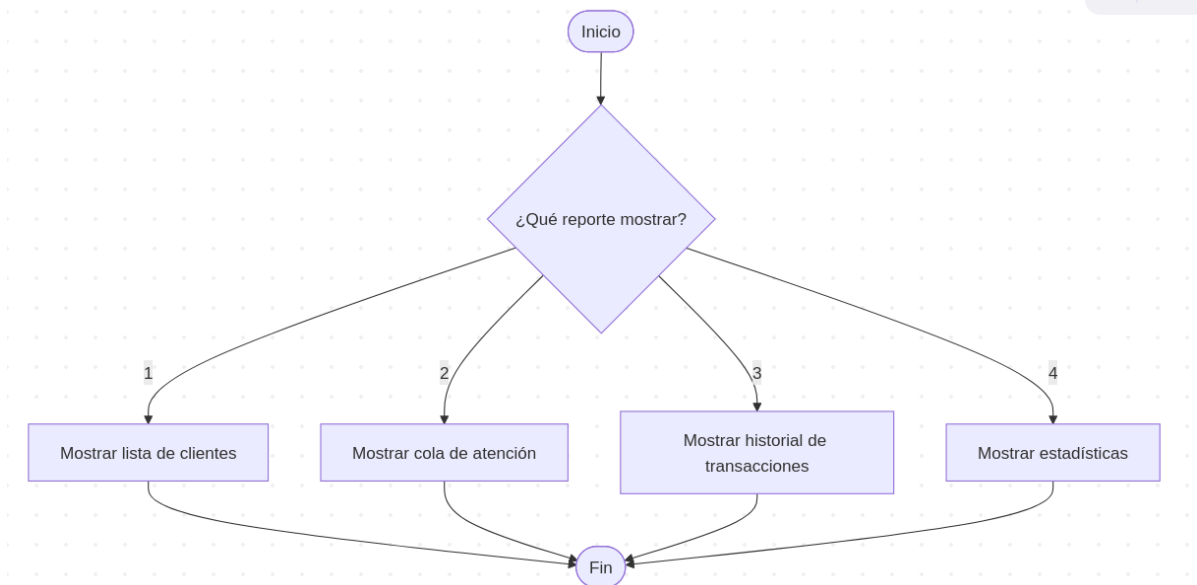 Inicio
¿Qué reporte mostrar?
1
2
3
4
Mostrar lista de clientes
Mostrar cola de atención
Mostrar historial de
transacciones
Mostrar estadísticas
Fin